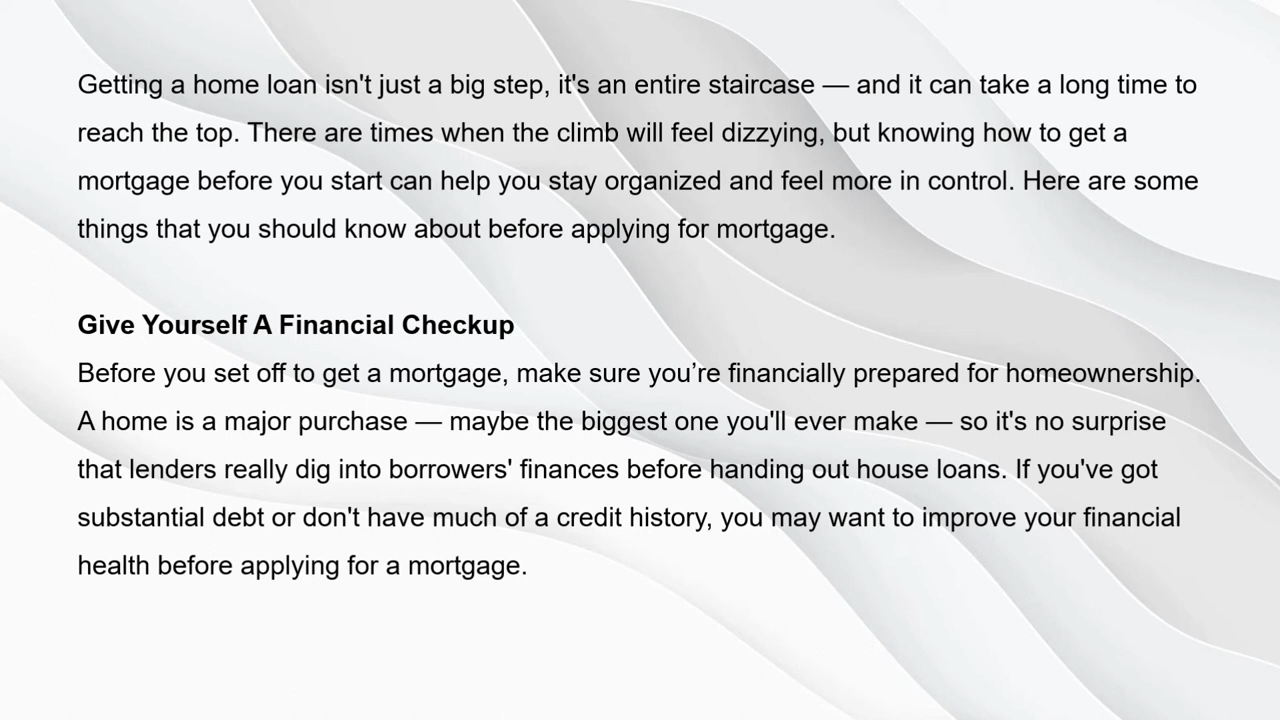 Getting a home loan isn't just a big step, it's an entire staircase — and it can take a long time to
reach the top. There are times when the climb will feel dizzying, but knowing how to get a
mortgage before you start can help you stay organized and feel more in control. Here are some
things that you should know about before applying for mortgage.
Give Yourself A Financial Checkup
Before you set off to get a mortgage, make sure you’re financially prepared for homeownership.
A home is a major purchase — maybe the biggest one you'll ever make — so it's no surprise
that lenders really dig into borrowers' finances before handing out house loans. If you've got
substantial debt or don't have much of a credit history, you may want to improve your financial
health before applying for a mortgage.